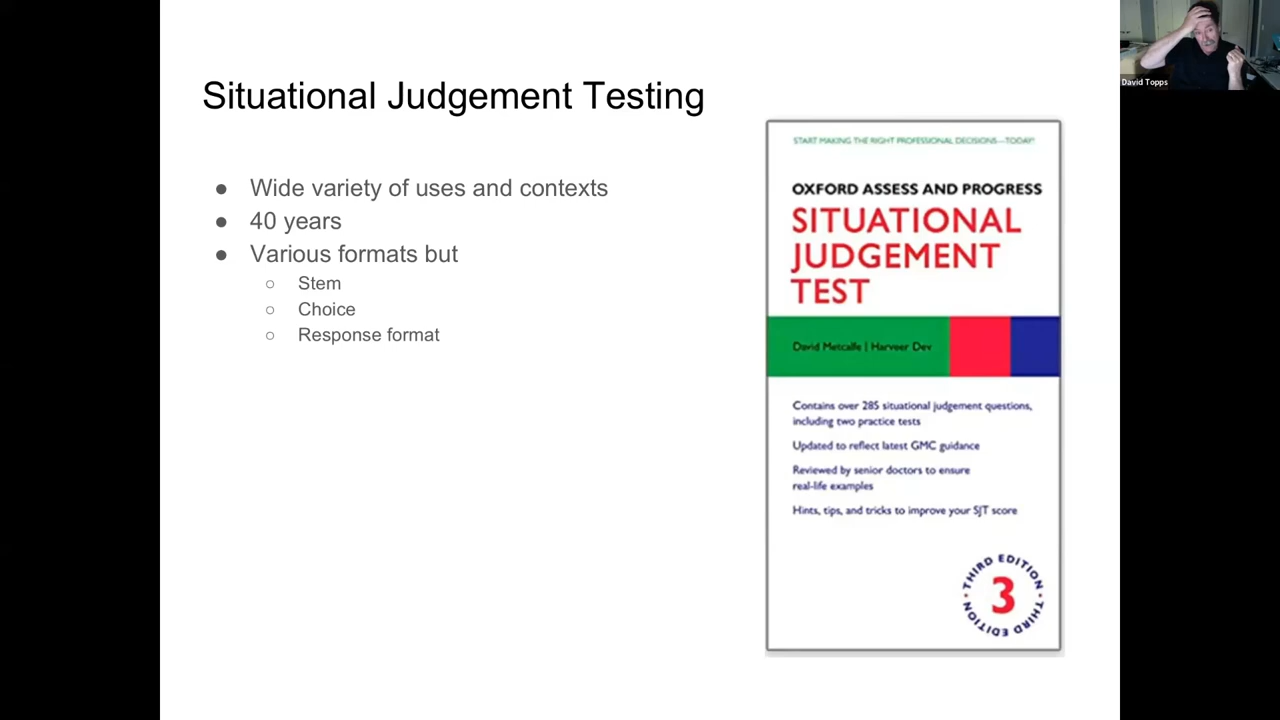 Situational Judgement Testing
● Wide variety of uses and contexts
● 40 years
● Various formats but
○ Stem
○ Choice
○ Response format
START MAKING THE RIGHT PROFESSIONAL DECISIONS—TODAY!
OXFORD ASSESS AND PROGRESS
SITUATIONAL
JUDGEMENT
TEST
David Metcalfe | Harveer Dev
Contains over 285 situational judgement questions,
including two practice tests
Updated to reflect latest GMC guidance
Reviewed by senior doctors to ensure
real-life examples
Hints, tips, and tricks to improve your SJT score
THIRD EDITION • THIRD EDITION •
3
David Topps